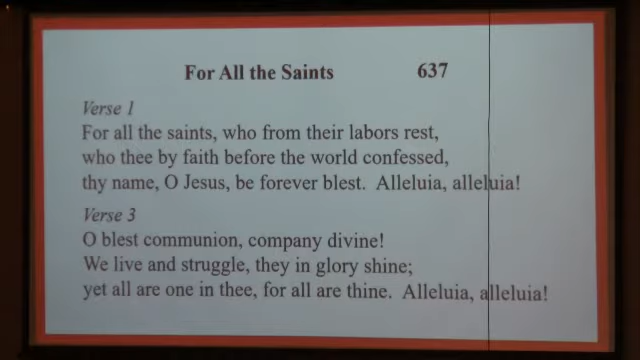 For All the Saints 637
Verse 1
For all the saints, who from their labors rest,
who thee by faith before the world confessed,
thy name, O Jesus, be forever blest. Alleluia, alleluia!
Verse 3
O blest communion, company divine!
We live and struggle, they in glory shine;
yet all are one in thee, for all are thine. Alleluia, alleluia!